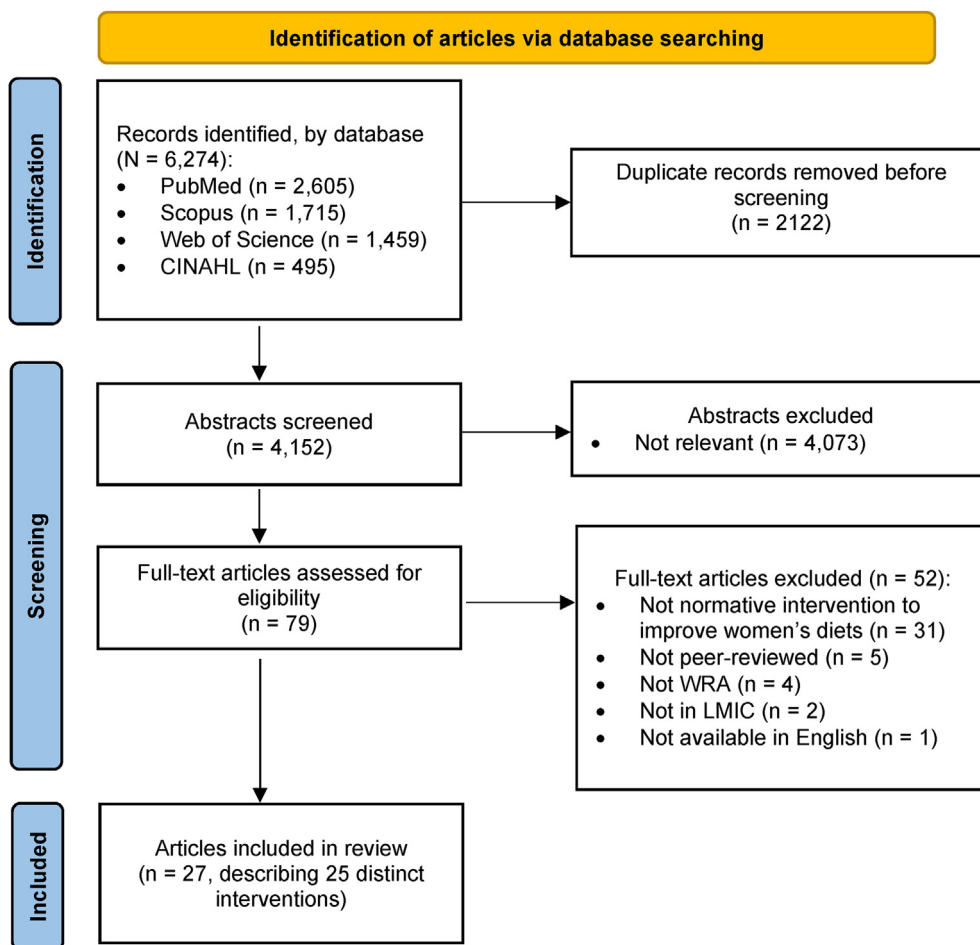 Identification of articles via database searching
Identification
Records identified, by database
(N = 6,274):
• PubMed (n = 2,605)
• Scopus (n = 1,715)
• Web of Science (n = 1,459)
• CINAHL (n = 495)
Duplicate records removed before
screening
(n = 2122)
Screening
Abstracts screened
(n = 4,152)
Abstracts excluded
• Not relevant (n = 4,073)
Full-text articles assessed for
eligibility
(n = 79)
Full-text articles excluded (n = 52):
• Not normative intervention to
improve women’s diets (n = 31)
• Not peer-reviewed (n = 5)
• Not WRA (n = 4)
• Not in LMIC (n = 2)
• Not available in English (n = 1)
Included
Articles included in review
(n = 27, describing 25 distinct
interventions)